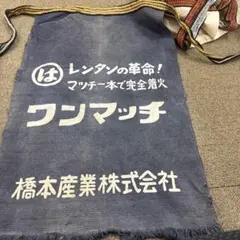 は レンタンの革命!
マッチ一本で完全着火
ワンマッチ
橋本産業株式会社